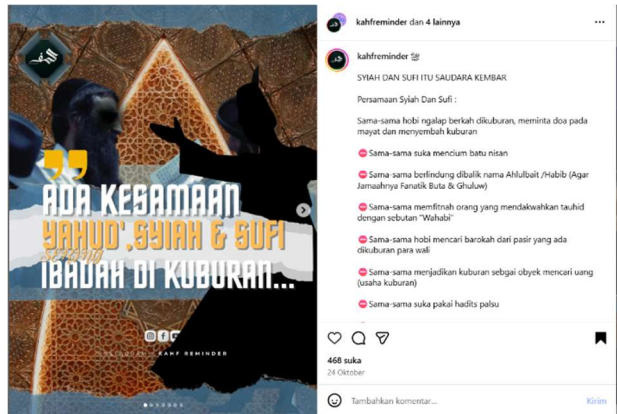 ADA KESAMAAN
YAHUD',SYIAH & SUFI
sering
IBADAH DI KUBURAN...
KAHF REMINDER
kahfreminder dan 4 lainnya
kahfreminder
SYIAH DAN SUFI ITU SAUDARA KEMBAR
Persamaan Syiah Dan Sufi :
Sama-sama hobi ngalap berkah dikuburan, meminta doa pada
mayat dan menyembah kuburan
⛔Sama-sama suka mencium batu nisan
⛔Sama-sama berlindung dibalik nama Ahlulbait /Habib (Agar
Jamaahnya Fanatik Buta & Ghuluw)
⛔Sama-sama memfitnah orang yang mendakwahkan tauhid
dengan sebutan "Wahabi"
⛔Sama-sama hobi mencari barokah dari pasir yang ada
dikuburan para wali
⛔Sama-sama menjadikan kuburan sebgai obyek mencari uang
(usaha kuburan)
⛔Sama-sama suka pakai hadits palsu
468 suka
24 Oktober
Tambahkan komentar...
Kirim